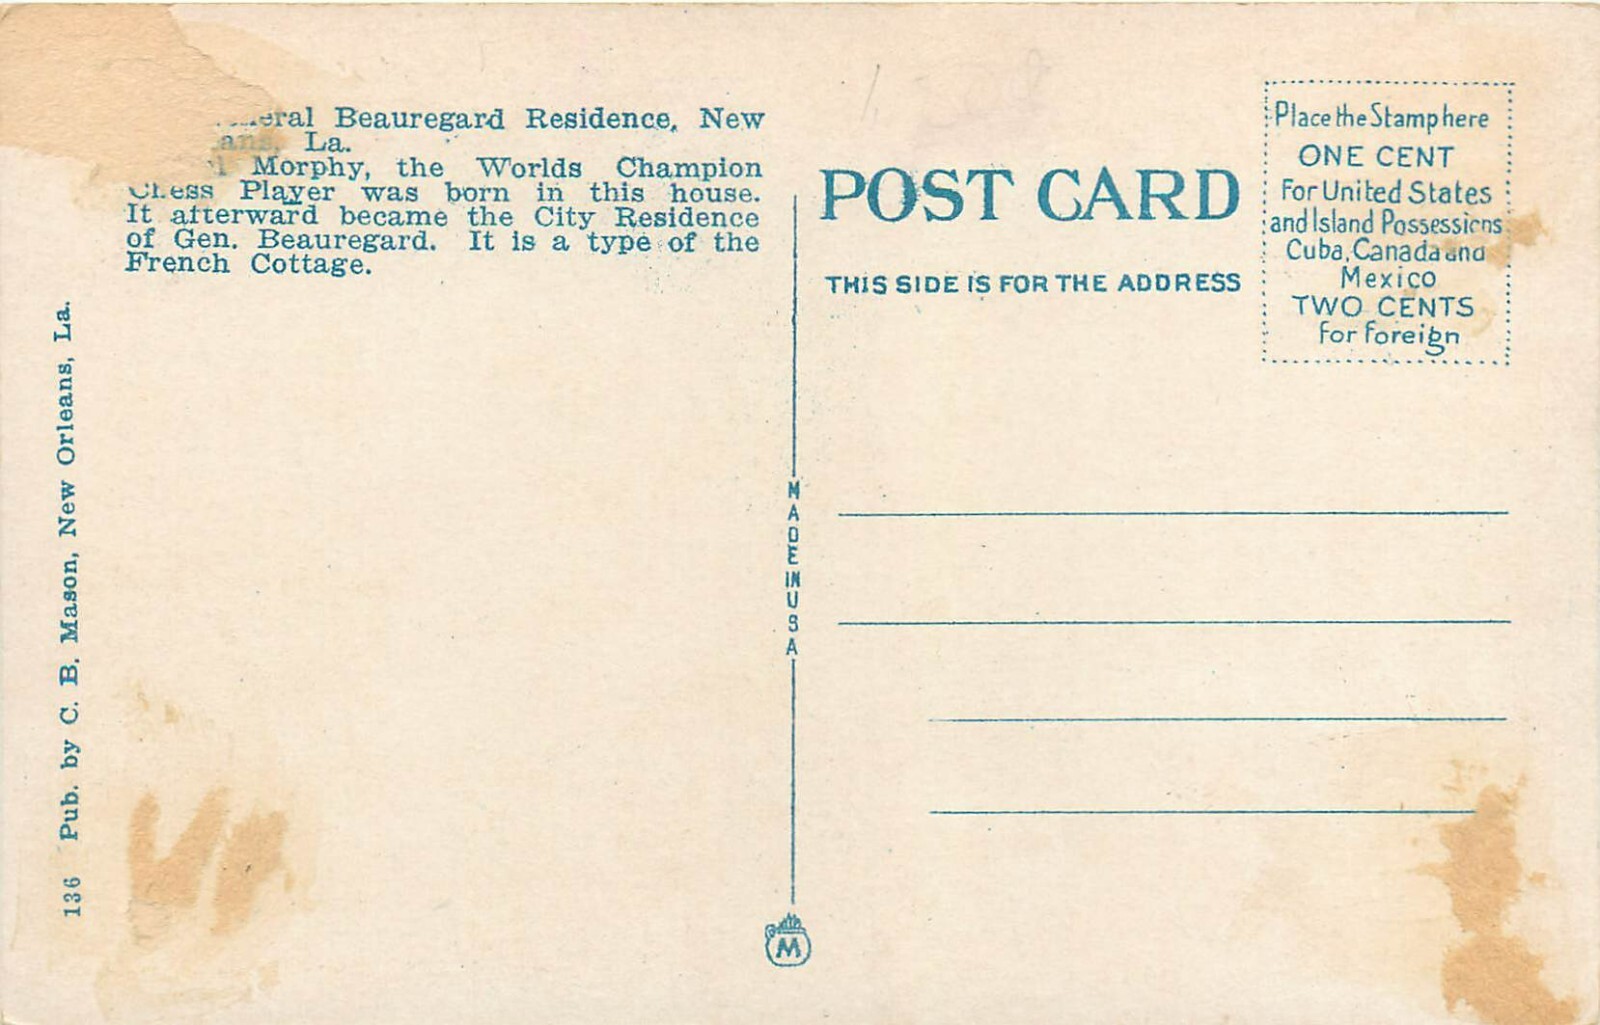 Beauregard Residence, New
La.
Morphy, the Worlds Champion
Chess Player was born in this house.
It afterward became the City Residence
of Gen. Beauregard. It is a type of the
French Cottage.
136 Pub. by C. B. Mason, New Orleans, La.
MADE IN USA
M
POST CARD
THIS SIDE IS FOR THE ADDRESS
Place the Stamp here
ONE CENT
For United States
and Island Possessions
Cuba, Canada and
Mexico
TWO CENTS
for foreign